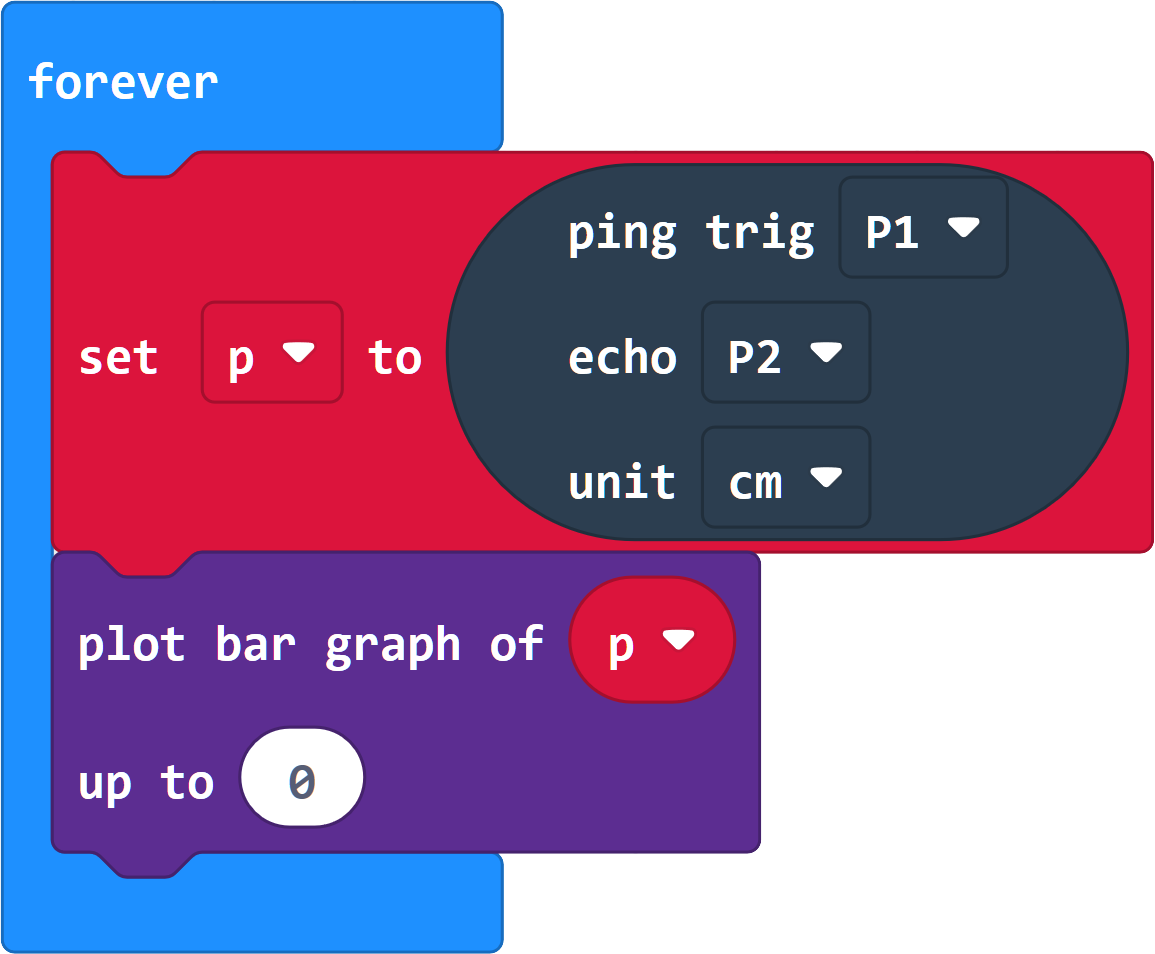 forever
ping trig P1
set p to echo P2
unit cm
plot bar graph of p
up to 0